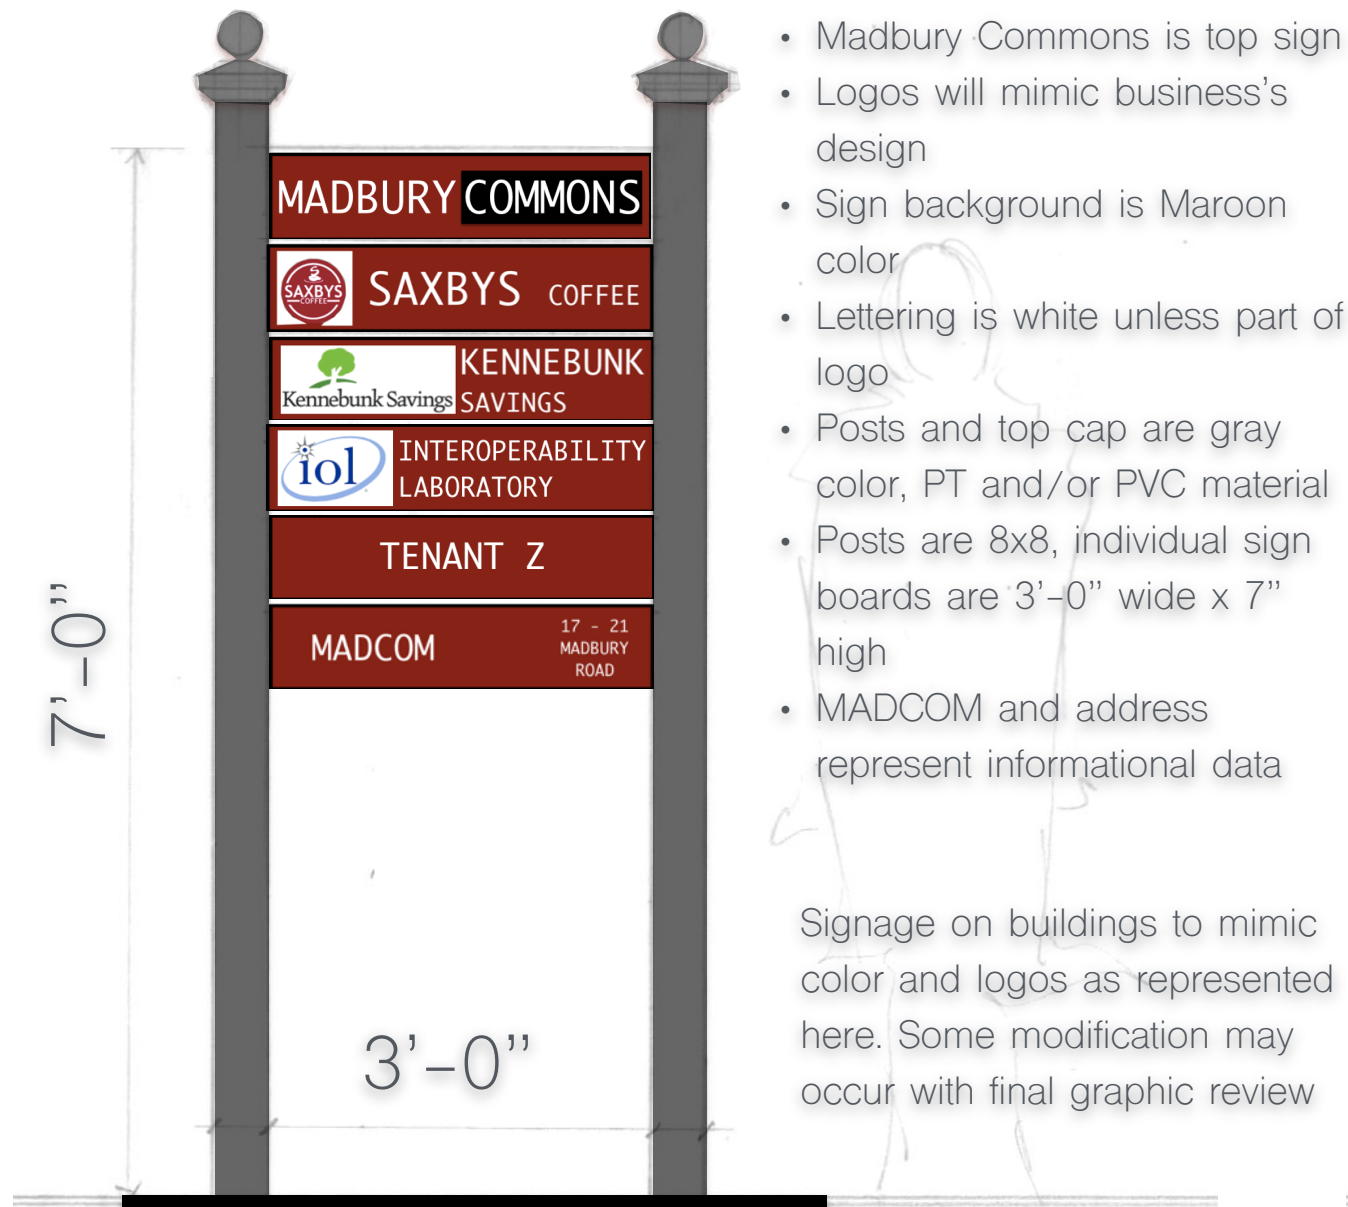 MADBURY COMMONS
SAXBYS
COFFEE
SAXBYS COFFEE
Kennebunk Savings
KENNEBUNK
SAVINGS
iol
INTEROPERABILITY
LABORATORY
TENANT Z
MADCOM
17 - 21
MADBURY
ROAD
7'-0"
3'-0"
• Madbury Commons is top sign
• Logos will mimic business's
design
• Sign background is Maroon
color
• Lettering is white unless part of
logo
• Posts and top cap are gray
color, PT and/or PVC material
• Posts are 8x8, individual sign
boards are 3'-0" wide x 7"
high
• MADCOM and address
represent informational data
Signage on buildings to mimic
color and logos as represented
here. Some modification may
occur with final graphic review